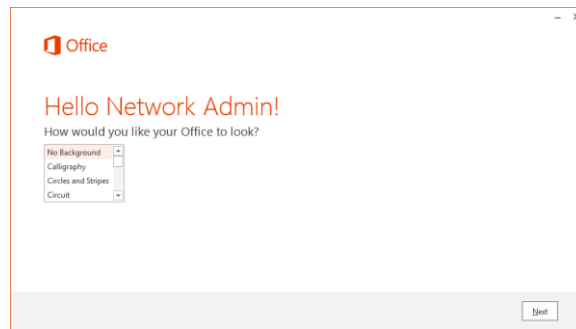 Office
Hello Network Admin!
How would you like your Office to look?
No Background
Calligraphy
Circles and Stripes
Circuit
Next